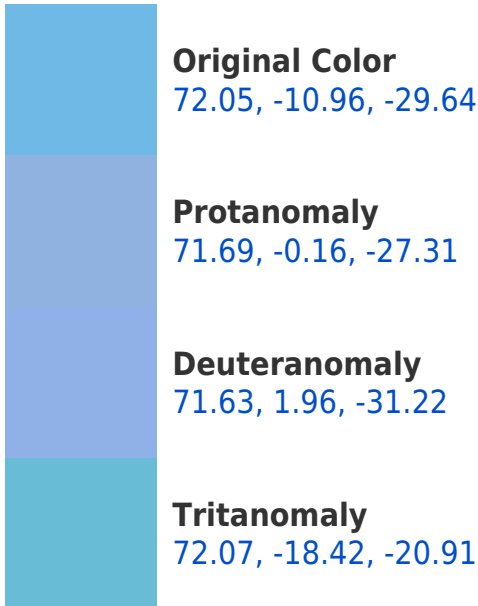 Original Color
72.05, -10.96, -29.64
Protanomaly
71.69, -0.16, -27.31
Deuteranomaly
71.63, 1.96, -31.22
Tritanomaly
72.07, -18.42, -20.91